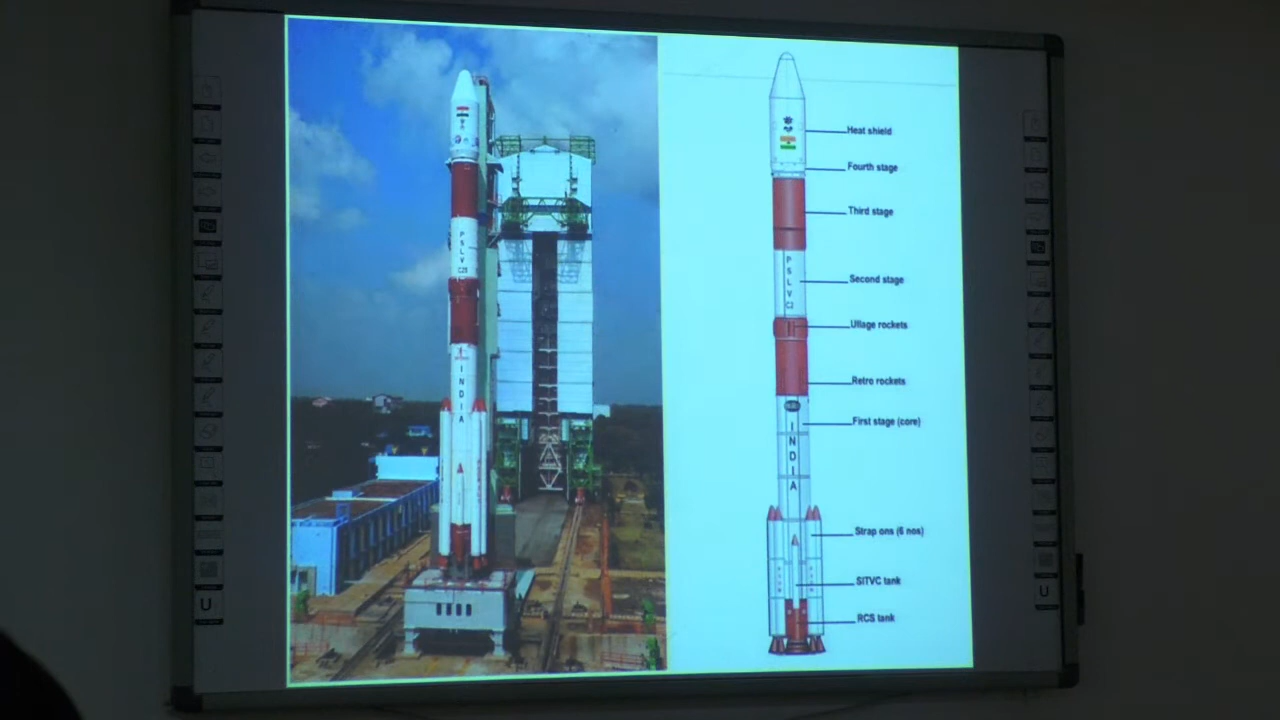 PSLV
INDIA
Heat shield
Fourth stage
Third stage
PSLV
C2
Second stage
Ullage rockets
Retro rockets
First stage (core)
INDIA
Strap ons (6 nos)
SITVC tank
RCS tank
U
U